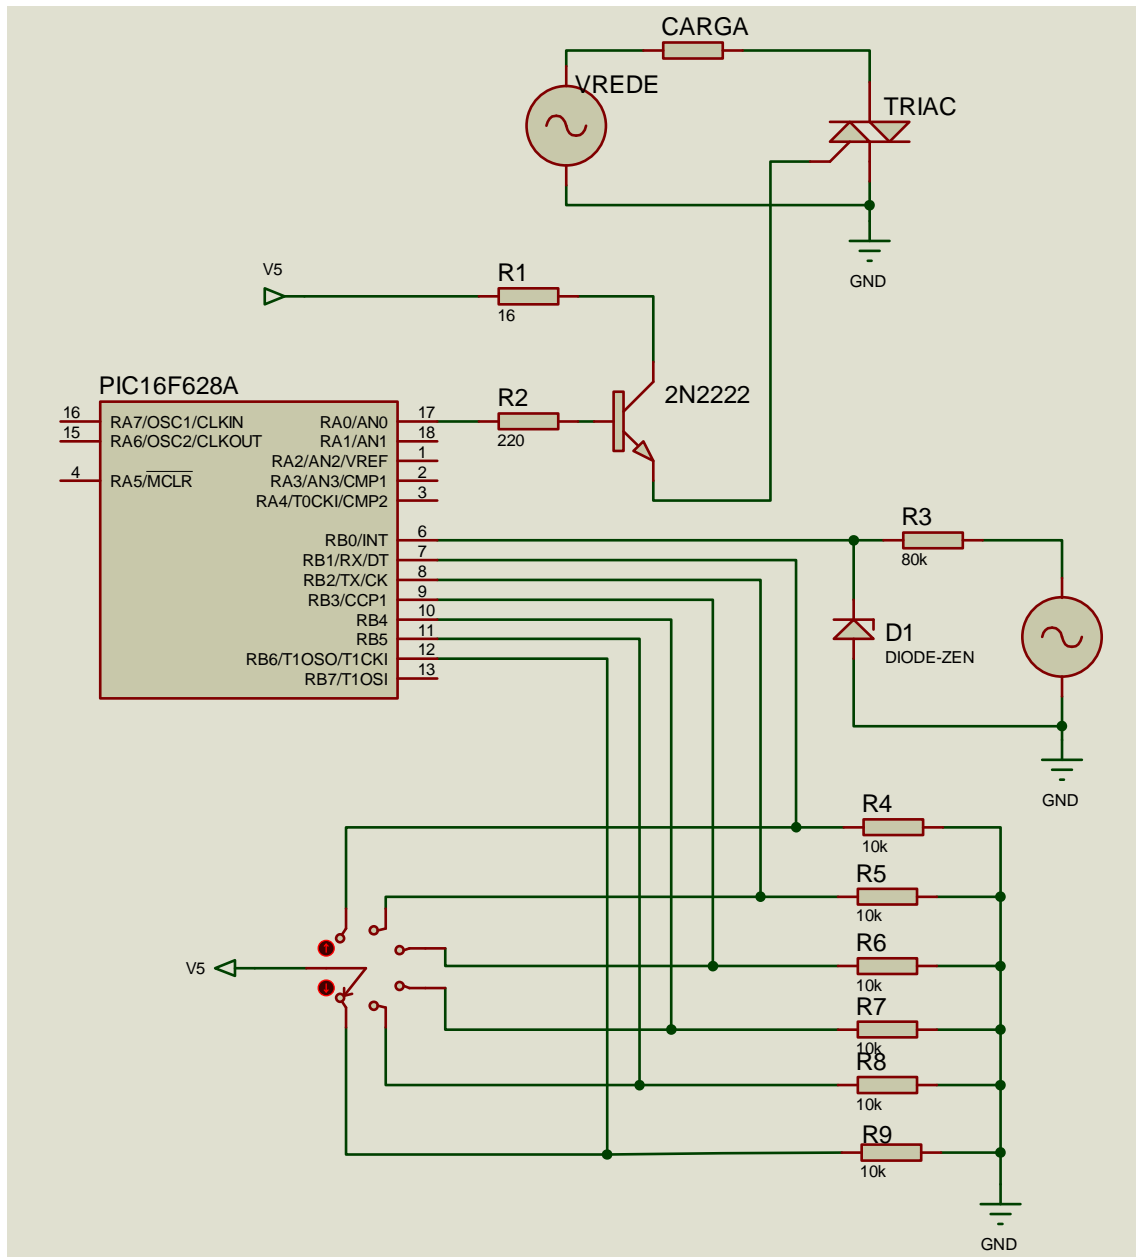 CARGA
VREDE
TRIAC
GND
V5
R1
16
PIC16F628A
2N2222
16 RA7/OSC1/CLKIN
15 RA6/OSC2/CLKOUT
4 RA5/MCLR
RA0/AN0 17
RA1/AN1 18
RA2/AN2/VREF 1
RA3/AN3/CMP1 2
RA4/T0CKI/CMP2 3
RB0/INT 6
RB1/RX/DT 7
RB2/TX/CK 8
RB3/CCP1 9
RB4 10
RB5 11
RB6/T1OSO/T1CKI 12
RB7/T1OSI 13
R2
220
R3
80k
D1
DIODE-ZEN
GND
R4
10k
R5
10k
R6
10k
R7
10k
R8
10k
R9
10k
V5
GND